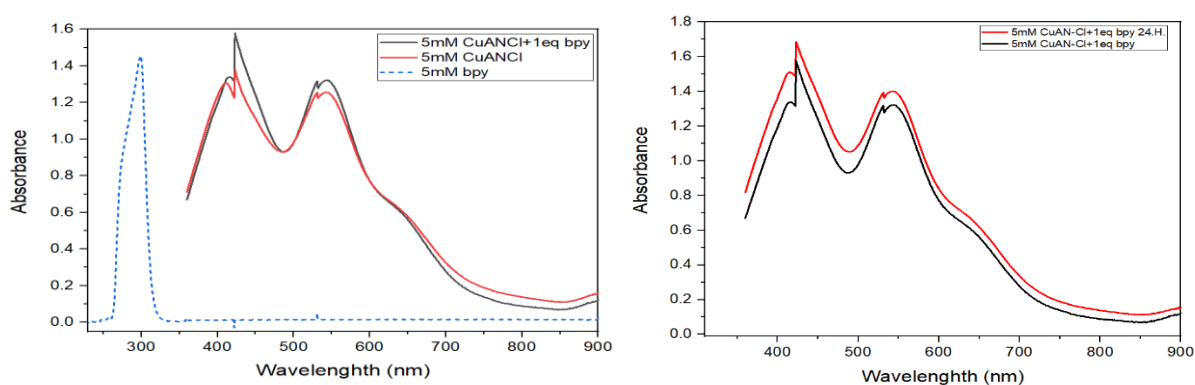 1.6
1.4
1.2
1.0
0.8
0.6
0.4
0.2
0.0
Absorbance
5mM CuANCl+1eq bpy
5mM CuANCl
5mM bpy
300 400 500 600 700 800 900
Wavelenghth (nm)
1.8
1.6
1.4
1.2
1.0
0.8
0.6
0.4
0.2
0.0
Absorbance
5mM CuAN-Cl+1eq bpy 24.H.
5mM CuAN-Cl+1eq bpy
400 500 600 700 800 900
Wavelenghth (nm)